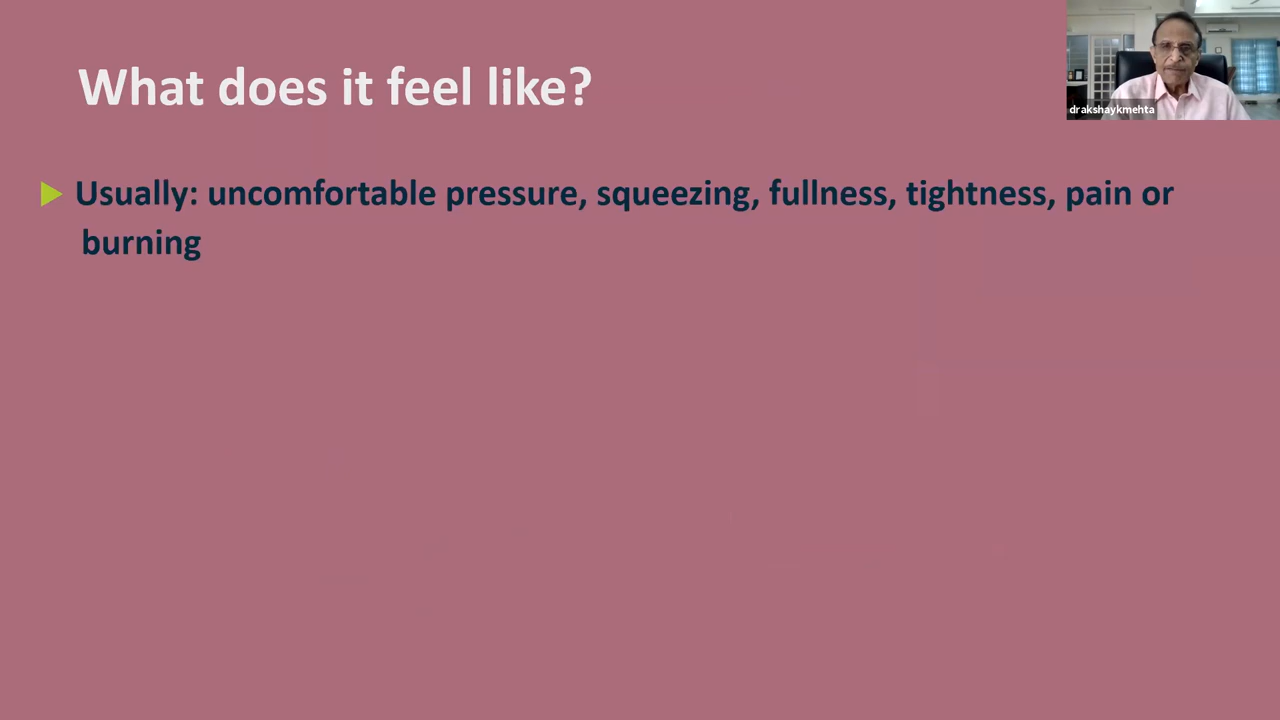 What does it feel like?
drakshaykmehta
Usually: uncomfortable pressure, squeezing, fullness, tightness, pain or
burning